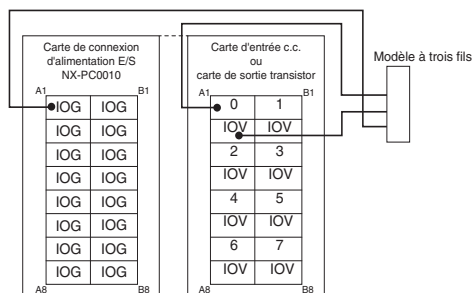 Carte de connexion
d'alimentation E/S
NX-PC0010
A1 B1
IOG IOG
IOG IOG
IOG IOG
IOG IOG
IOG IOG
IOG IOG
IOG IOG
IOG IOG
A8 B8
Carte d'entrée c.c.
ou
carte de sortie transistor
A1 B1
0 1
IOV IOV
2 3
IOV IOV
4 5
IOV IOV
6 7
IOV IOV
A8 B8
Modèle à trois fils